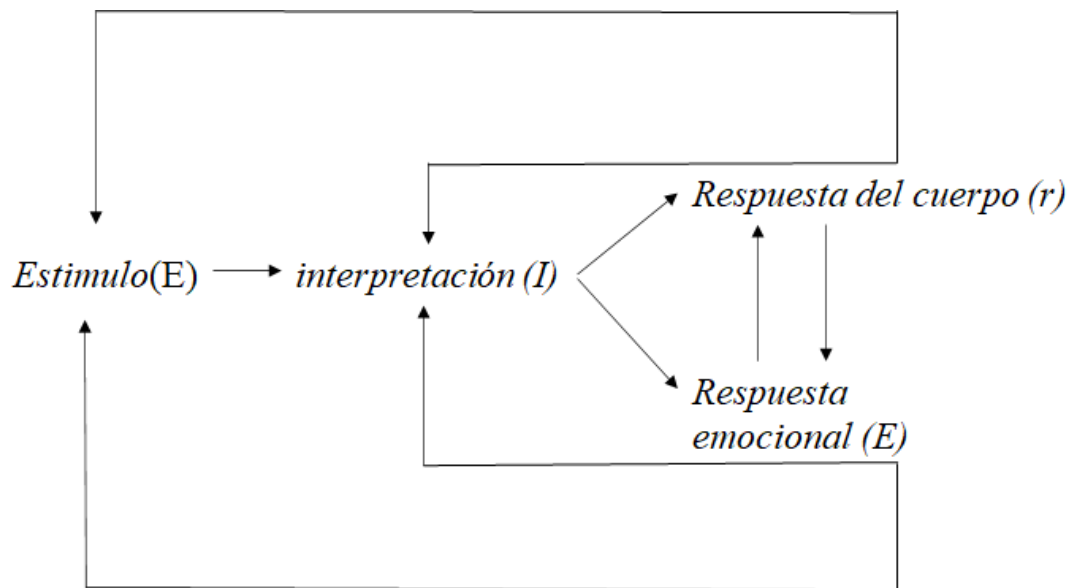 Respuesta del cuerpo (r)
Estimulo(E)
interpretación (I)
Respuesta
emocional (E)